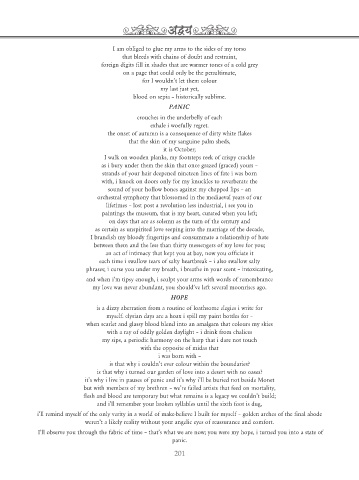 अद्वय
I am obliged to glue my arms to the sides of my torso
that bleeds with chains of doubt and restraint,
foreign digits fill in shades that are warmer tones of a cold grey
on a page that could only be the penultimate,
for I wouldn't let them colour
my last just yet,
blood on sepia – historically sublime.
PANIC
crouches in the underbelly of each
exhale i woefully regret.
the onset of autumn is a consequence of dirty white flakes
that the skin of my sanguine palm sheds,
it is October,
I walk on wooden planks, my footsteps reek of crispy crackle
as i bury under them the skin that once grazed (graced) yours –
strands of your hair deepened nineteen lines of fate i was born
with, i knock on doors only for my knuckles to reverberate the
sound of your hollow bones against my chapped lips – an
orchestral symphony that blossomed in the mediaeval years of our
lifetimes – lost post a revolution less industrial, i see you in
paintings the museum, that is my heart, curated when you left;
on days that are as solemn as the turn of the century and
as certain as unspirited love seeping into the marriage of the decade,
I brandish my bloody fingertips and consummate a relationship of hate
between them and the less than thirsty messengers of my love for you;
an act of intimacy that kept you at bay, now you officiate it
each time i swallow tears of salty heartbreak – i also swallow salty
phrases; i curse you under my breath, i breathe in your scent – intoxicating,
and when i'm tipsy enough, i sculpt your arms with words of remembrance
my love was never abundant, you should've left several moonrises ago.
HOPE
is a dizzy aberration from a routine of loathsome elegies i write for
myself. elysian days are a hoax i spill my paint bottles for –
when scarlet and glassy blood blend into an amalgam that colours my skies
with a ray of oddly golden daylight – i drink from chalices
my rips, a periodic harmony on the harp that i dare not touch
with the opposite of midas that
i was born with –
is that why i couldn't ever colour within the boundaries?
is that why i turned our garden of love into a desert with no oases?
it's why i live in pauses of panic and it's why i'll be buried not beside Monet
but with members of my brethren – we're failed artists that feed on mortality,
flesh and blood are temporary but what remains is a legacy we couldn't build;
and i'll remember your broken syllables until the sixth foot is dug,
i'll remind myself of the only verity in a world of make-believe I built for myself – golden arches of the final abode
weren't a likely reality without your angelic eyes of reassurance and comfort.
I'll observe you through the fabric of time – that's what we are now; you were my hope, i turned you into a state of
panic.
201